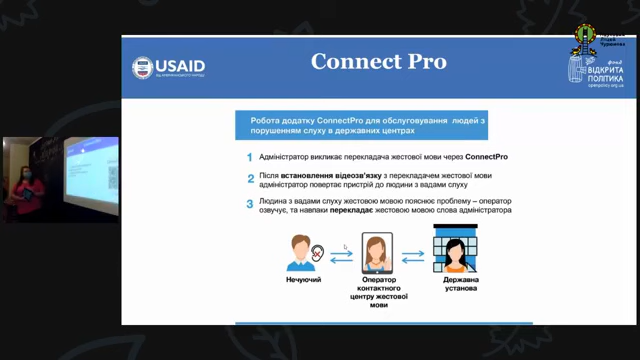 Connect Pro
USAID
ВІД АМЕРИКАНСЬКОГО НАРОДУ
фонд
ВІДКРИТА
ПОЛІТИКА
openpolicy.org.ua
Робота додатку ConnectPro для обслуговування людей з
порушенням слуху в державних центрах
1 Адміністратор викликає перекладача жестової мови через ConnectPro
2 Після встановлення відеозв'язку з перекладачем жестової мови
адміністратор повертає пристрій до людини з вадами слуху
3 Людина з вадами слуху жестовою мовою пояснює проблему – оператор
озвучує, та навпаки перекладає жестовою мовою слова адміністратора
Нечуючий
Оператор
контактного
центру жестової
мови
Державна
установа